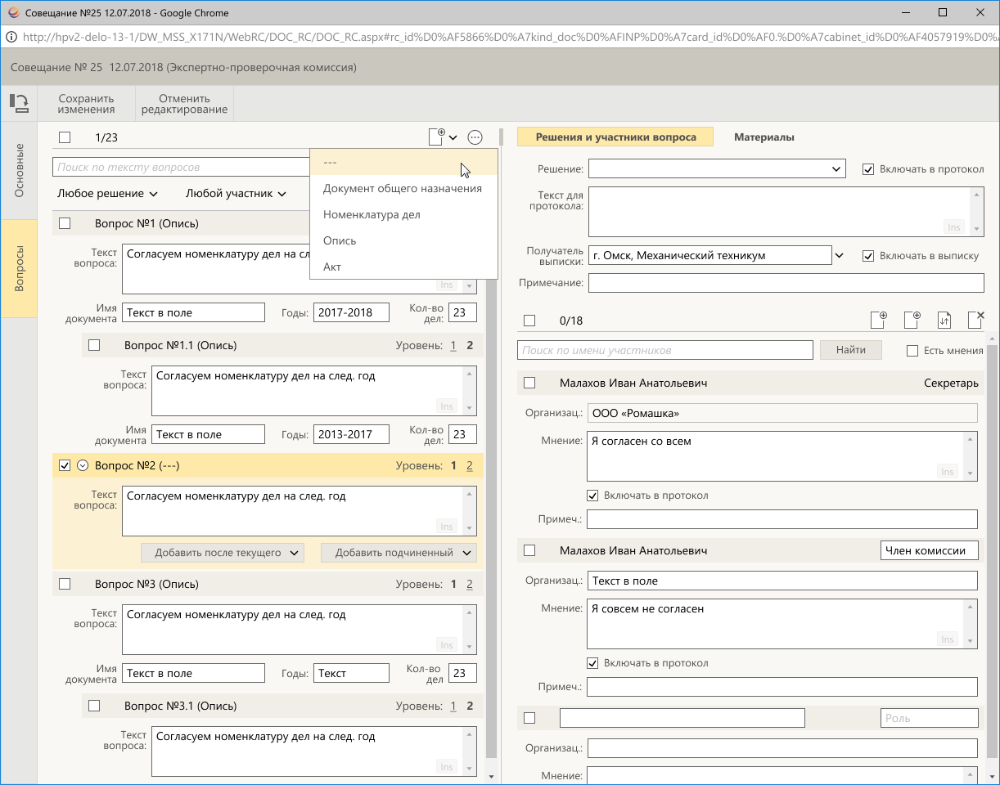 Совещание №25 12.07.2018 - Google Chrome
http://hpv2-delo-13-1/DW_MSS_X171N/WebRC/DOC_RC/DOC_RC.aspx#rc_id%D0%AF5866%D0%A7kind_doc%D0%AFINP%D0%A7card_id%D0%AF0.%D0%A7cabinet_id%D0%AF4057919%D0%
Совещание № 25 12.07.2018 (Экспертно-проверочная комиссия)
Сохранить
изменения
Отменить
редактирование
Основные
Вопросы
1/23
Поиск по тексту вопросов
Любое решение
Любой участник
---
Документ общего назначения
Номенклатура дел
Опись
Акт
Вопрос №1 (Опись)
Текст
вопроса:
Согласуем номенклатуру дел на сл
Ins
Имя
документа
Текст в поле
Годы:
2017-2018
Кол-во
дел:
23
Вопрос №1.1 (Опись)
Уровень: 1 2
Текст
вопроса:
Согласуем номенклатуру дел на след. год
Ins
Имя
документа
Текст в поле
Годы:
2013-2017
Кол-во
дел:
23
Вопрос №2 (---)
Уровень: 1 2
Текст
вопроса:
Согласуем номенклатуру дел на след. год
Ins
Добавить после текущего
Добавить подчиненный
Вопрос №3 (Опись)
Уровень: 1 2
Текст
вопроса:
Согласуем номенклатуру дел на след. год
Ins
Имя
документа
Текст в поле
Годы:
Текст
Кол-во
дел
23
Вопрос №3.1 (Опись)
Уровень: 1 2
Текст
вопроса:
Согласуем номенклатуру дел на след. год
Ins
Решения и участники вопроса
Материалы
Решение:
Включать в протокол
Текст для
протокола:
Ins
Получатель
выписки:
г. Омск, Механический техникум
Включать в выписку
Примечание:
0/18
Поиск по имени участников
Найти
Есть мнения
Малахов Иван Анатольевич
Секретарь
Организац.:
ООО «Ромашка»
Мнение:
Я согласен со всем
Ins
Включать в протокол
Примеч.:
Малахов Иван Анатольевич
Член комиссии
Организац.:
Текст в поле
Мнение:
Я совсем не согласен
Ins
Включать в протокол
Примеч.:
Роль
Организац.:
Мнение: